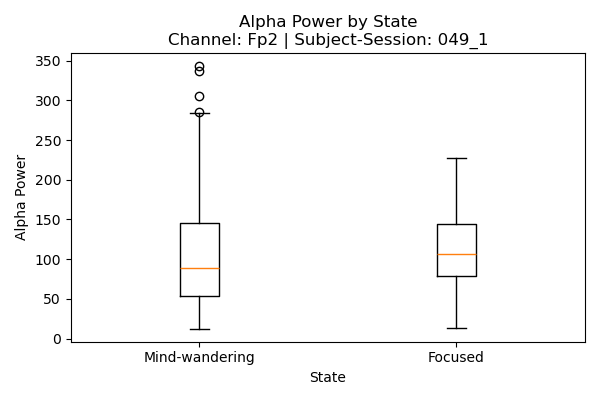 Alpha Power by State
Channel: Fp2 | Subject-Session: 049_1
Alpha Power
350
300
250
200
150
100
50
0
Mind-wandering
Focused
State